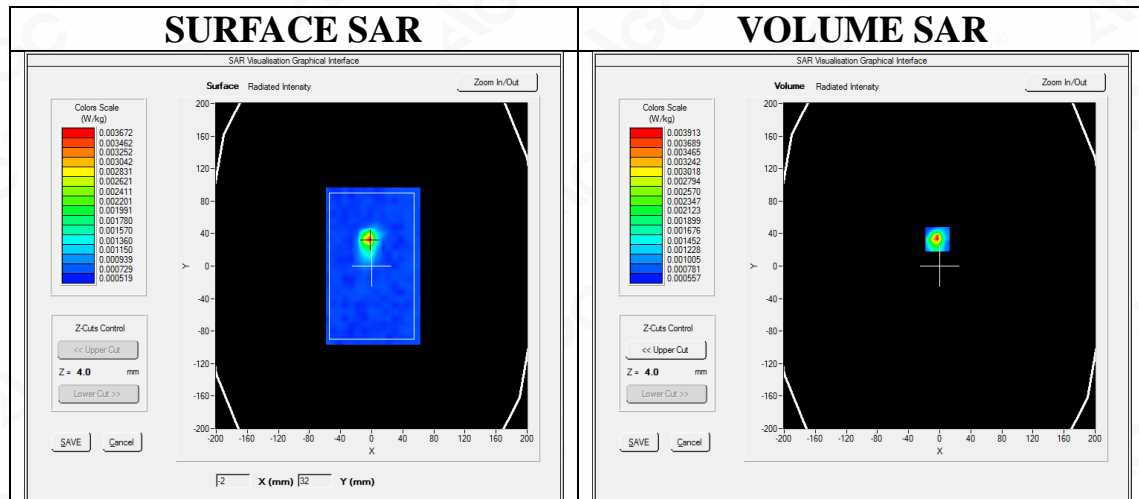 SURFACE SAR
SAR Visualisation Graphical Interface
Surface Radiated Intensity
Zoom In/Out
Colors Scale
(W/kg)
0.003672
0.003462
0.003252
0.003042
0.002831
0.002621
0.002411
0.002201
0.001991
0.001780
0.001570
0.001360
0.001150
0.000939
0.000729
0.000519
Z-Cuts Control
<< Upper Cut
Z = 4.0 mm
Lower Cut >>
SAVE Cancel
200
160
120
80
40
0
-40
-80
-120
-160
-200
Y
-200 -160 -120 -80 -40 0 40 80 120 160 200
X
-2 X (mm) 32 Y (mm)
VOLUME SAR
SAR Visualisation Graphical Interface
Volume Radiated Intensity
Zoom In/Out
Colors Scale
(W/kg)
0.003913
0.003689
0.003465
0.003242
0.003018
0.002794
0.002570
0.002347
0.002123
0.001899
0.001676
0.001452
0.001228
0.001005
0.000781
0.000557
Z-Cuts Control
<< Upper Cut
Z = 4.0 mm
Lower Cut >>
SAVE Cancel
200
160
120
80
40
0
-40
-80
-120
-160
-200
Y
-200 -160 -120 -80 -40 0 40 80 120 160 200
X